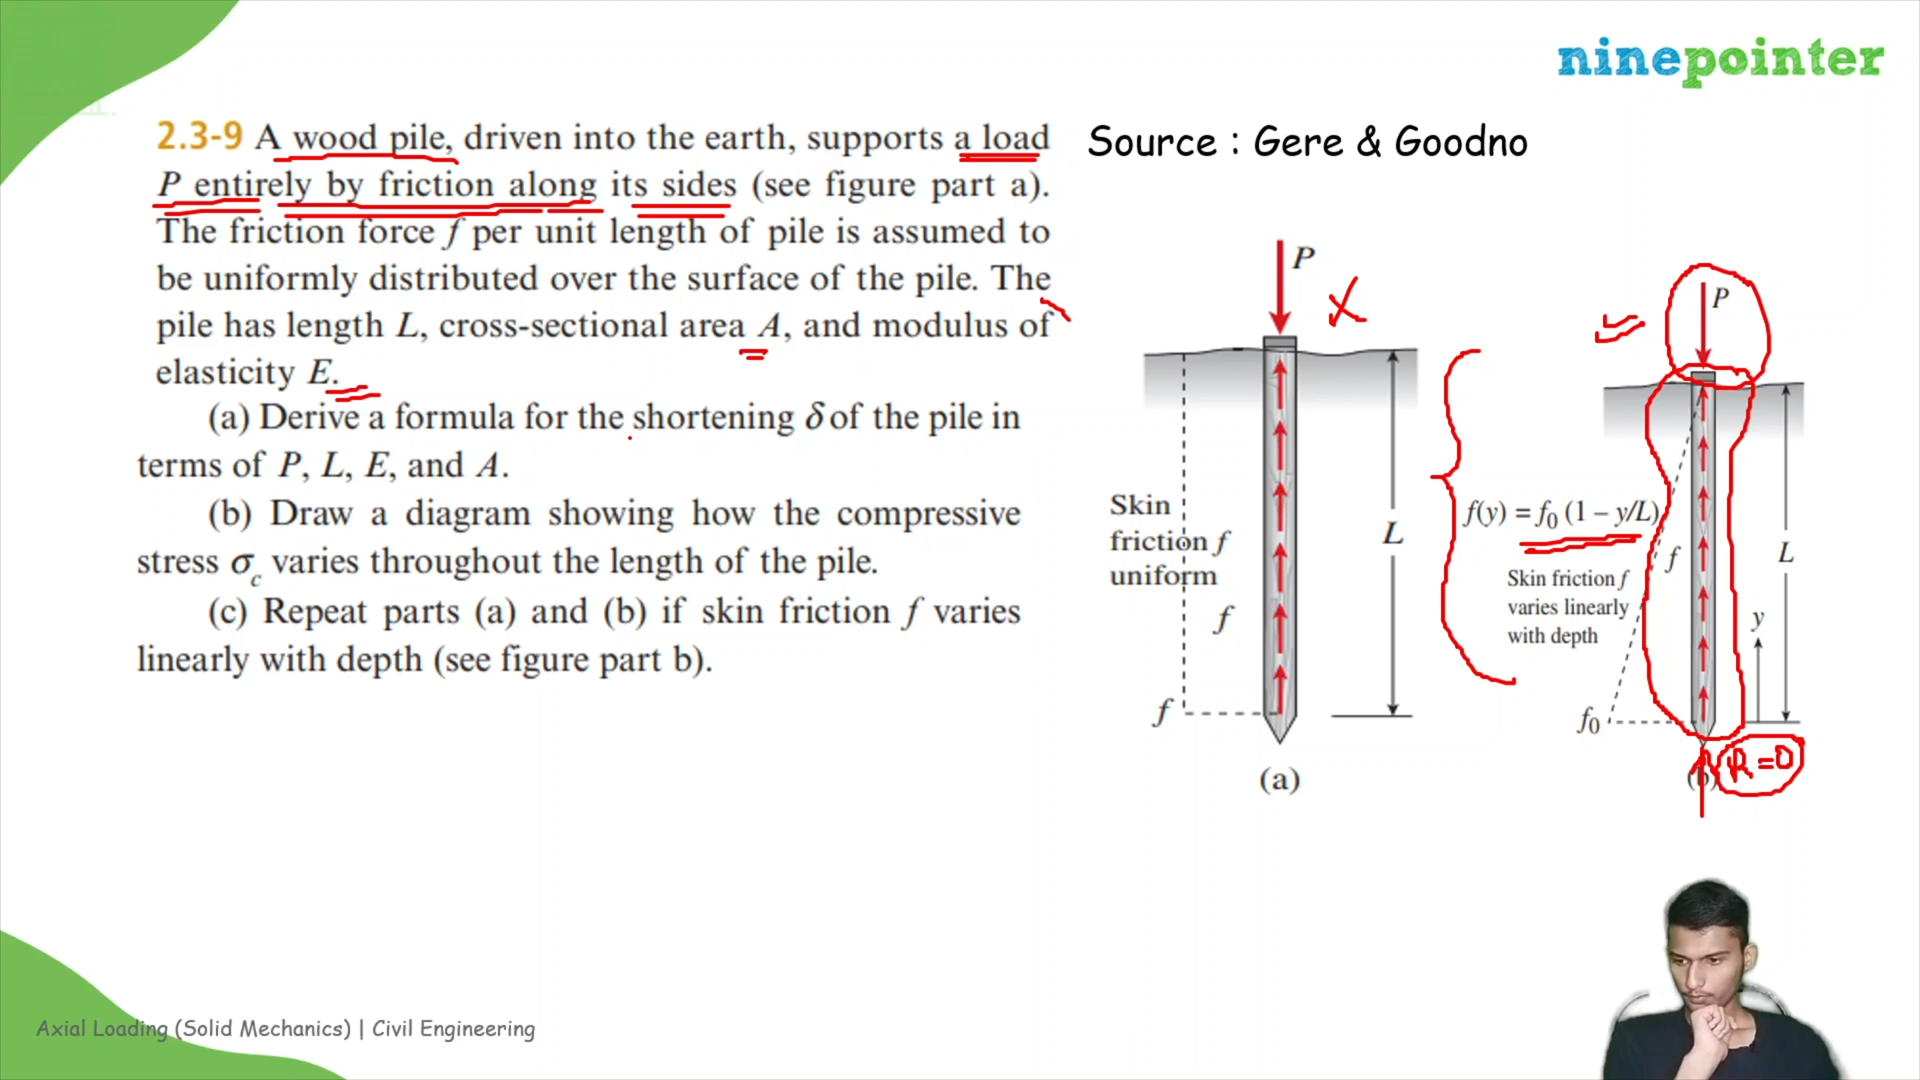 ninepointer
2.3-9 A wood pile, driven into the earth, supports a load
P entirely by friction along its sides (see figure part a).
The friction force f per unit length of pile is assumed to
be uniformly distributed over the surface of the pile. The
pile has length L, cross-sectional area A, and modulus of
elasticity E.
(a) Derive a formula for the shortening δ of the pile in
terms of P, L, E, and A.
(b) Draw a diagram showing how the compressive
stress σc varies throughout the length of the pile.
(c) Repeat parts (a) and (b) if skin friction f varies
linearly with depth (see figure part b).
Source : Gere & Goodno
P
X
Skin
friction f
uniform
f
f
L
(a)
P
f(y) = f0 (1 – y/L)
f
Skin friction f
varies linearly
with depth
y
L
f0
R=0
(b)
Axial Loading (Solid Mechanics) | Civil Engineering